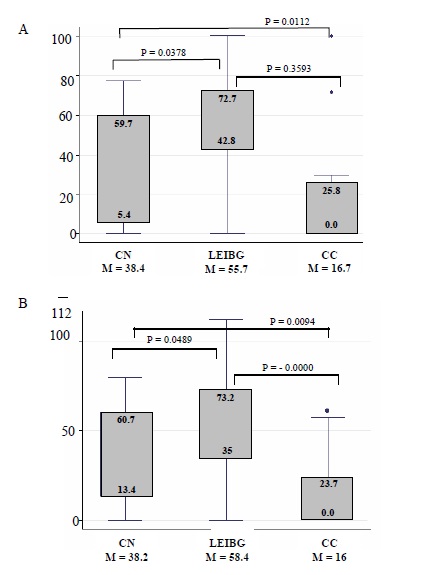 A
P = 0.0112
100
P = 0.0378
P = 0.3593
80
72.7
60
59.7
42.8
40
20
25.8
5.4
0.0
0
CN LEIBG CC
M = 38.4 M = 55.7 M = 16.7
B
112
P = 0.0094
100
P = 0.0489
P = - 0.0000
73.2
60.7
50
35
23.7
13.4
0.0
0
CN LEIBG CC
M = 38.2 M = 58.4 M = 16